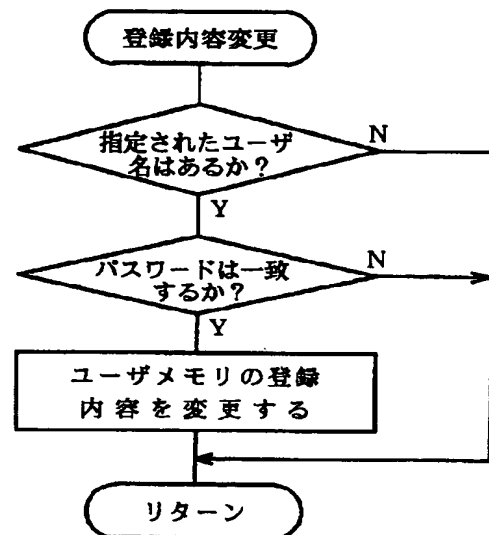 登録内容変更
指定されたユーザ
名はあるか？
N
Y
パスワードは一致
するか？
N
Y
ユーザメモリの登録
内容を変更する
リターン